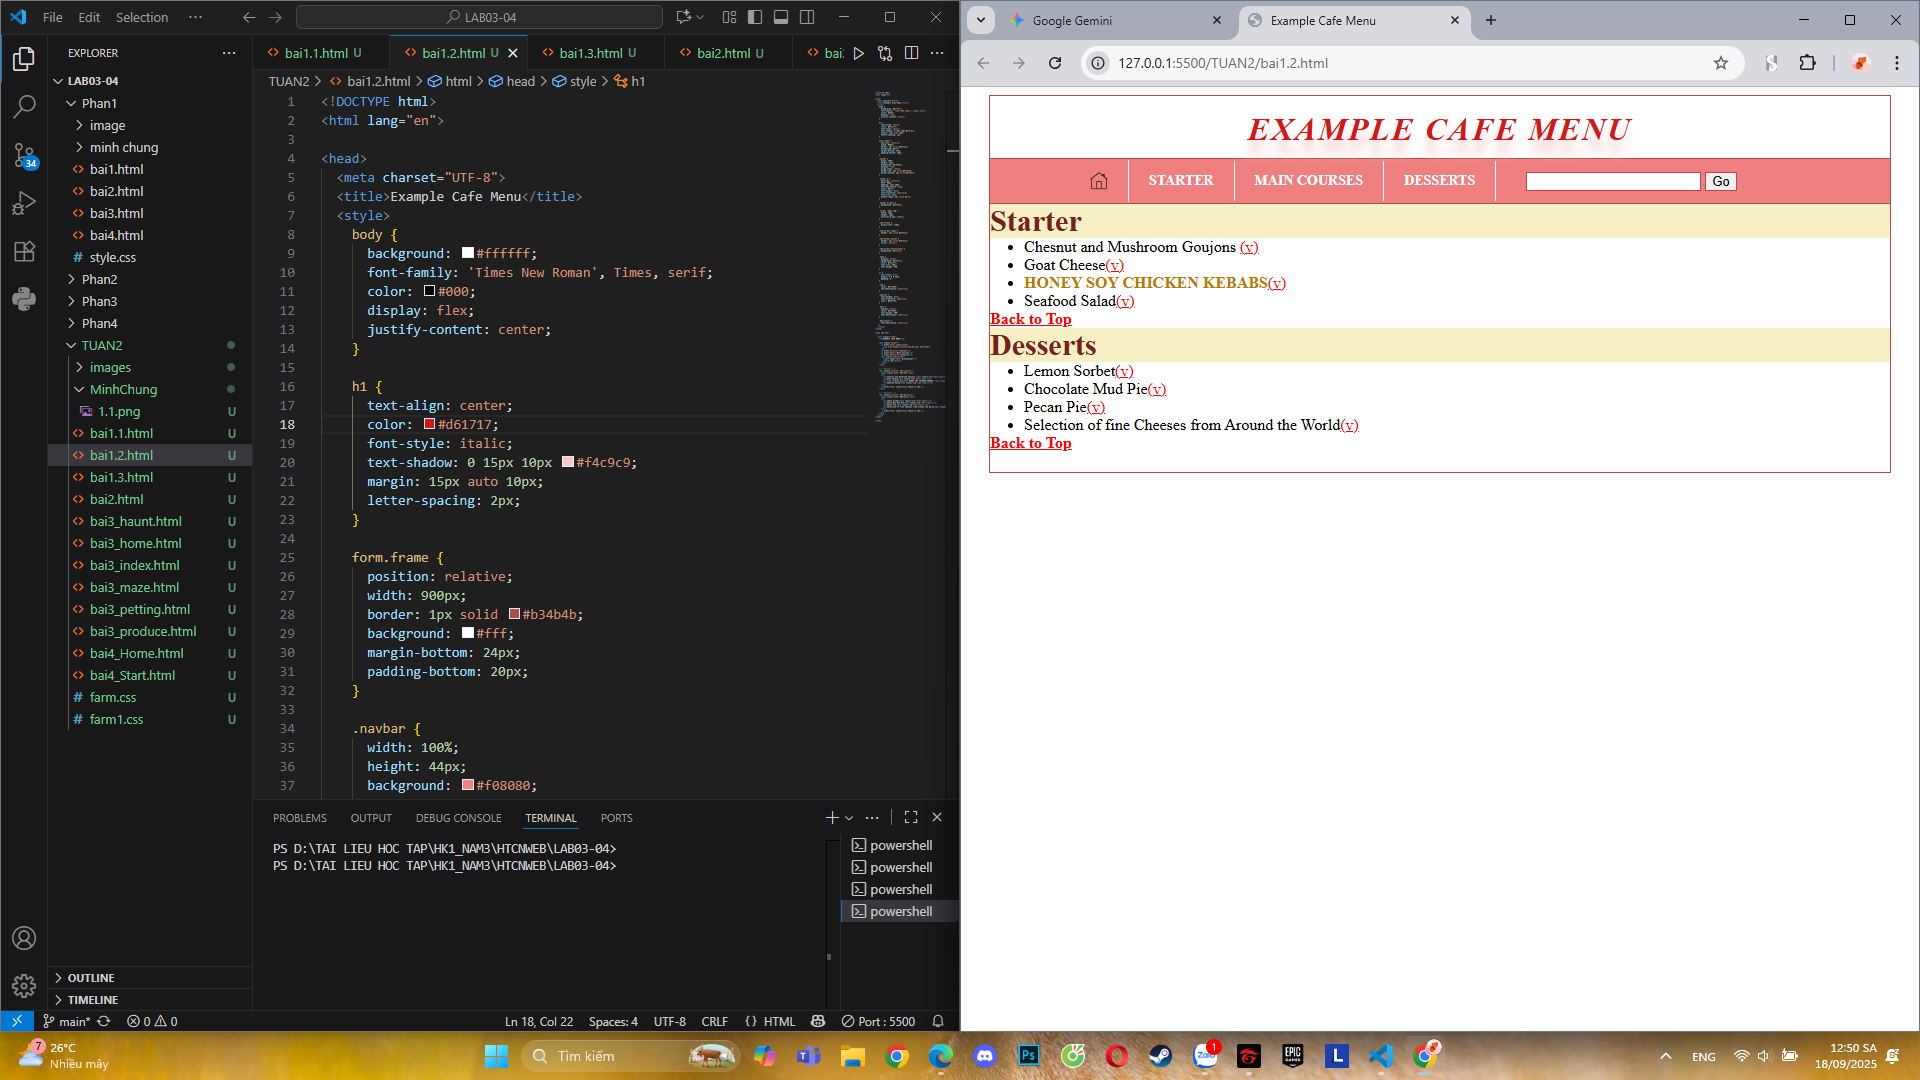 File Edit Selection ··· LAB03-04
EXPLORER
LAB03-04
Phan1
image
minh chung
bai1.html
bai2.html
bai3.html
bai4.html
style.css
Phan2
Phan3
Phan4
TUAN2
images
MinhChung
1.1.png U
bai1.1.html U
bai1.2.html U
bai1.3.html U
bai2.html U
bai3_haunt.html U
bai3_home.html U
bai3_index.html U
bai3_maze.html U
bai3_petting.html U
bai3_produce.html U
bai4_Home.html U
bai4_Start.html U
farm.css U
farm1.css U
OUTLINE
TIMELINE
34
bai1.1.html U bai1.2.html U bai1.3.html U bai2.html U bai:
TUAN2 > bai1.2.html > html > head > style > h1
1 <!DOCTYPE html>
2 <html lang="en">
3
4 <head>
5 <meta charset="UTF-8">
6 <title>Example Cafe Menu</title>
7 <style>
8 body {
9 background: #ffffff;
10 font-family: 'Times New Roman', Times, serif;
11 color: #000;
12 display: flex;
13 justify-content: center;
14 }
15
16 h1 {
17 text-align: center;
18 color: #d61717;
19 font-style: italic;
20 text-shadow: 0 15px 10px #f4c9c9;
21 margin: 15px auto 10px;
22 letter-spacing: 2px;
23 }
24
25 form.frame {
26 position: relative;
27 width: 900px;
28 border: 1px solid #b34b4b;
29 background: #fff;
30 margin-bottom: 24px;
31 padding-bottom: 20px;
32 }
33
34 .navbar {
35 width: 100%;
36 height: 44px;
37 background: #f08080;
PROBLEMS OUTPUT DEBUG CONSOLE TERMINAL PORTS
PS D:\TAI LIEU HOC TAP\HK1_NAM3\HTCNWEB\LAB03-04>
PS D:\TAI LIEU HOC TAP\HK1_NAM3\HTCNWEB\LAB03-04>
powershell
powershell
powershell
powershell
main* 0 0 Ln 18, Col 22 Spaces: 4 UTF-8 CRLF {} HTML Port : 5500
Google Gemini Example Cafe Menu
127.0.0.1:5500/TUAN2/bai1.2.html
EXAMPLE CAFE MENU
STARTER MAIN COURSES DESSERTS Go
Starter
• Chesnut and Mushroom Goujons (v)
• Goat Cheese(v)
• HONEY SOY CHICKEN KEBABS(v)
• Seafood Salad(v)
Back to Top
Desserts
• Lemon Sorbet(v)
• Chocolate Mud Pie(v)
• Pecan Pie(v)
• Selection of fine Cheeses from Around the World(v)
Back to Top
7 26°C
Nhiều mây
Tìm kiếm
Ps
Zalo 1
EPIC GAMES
L
ENG
12:50 SA
18/09/2025